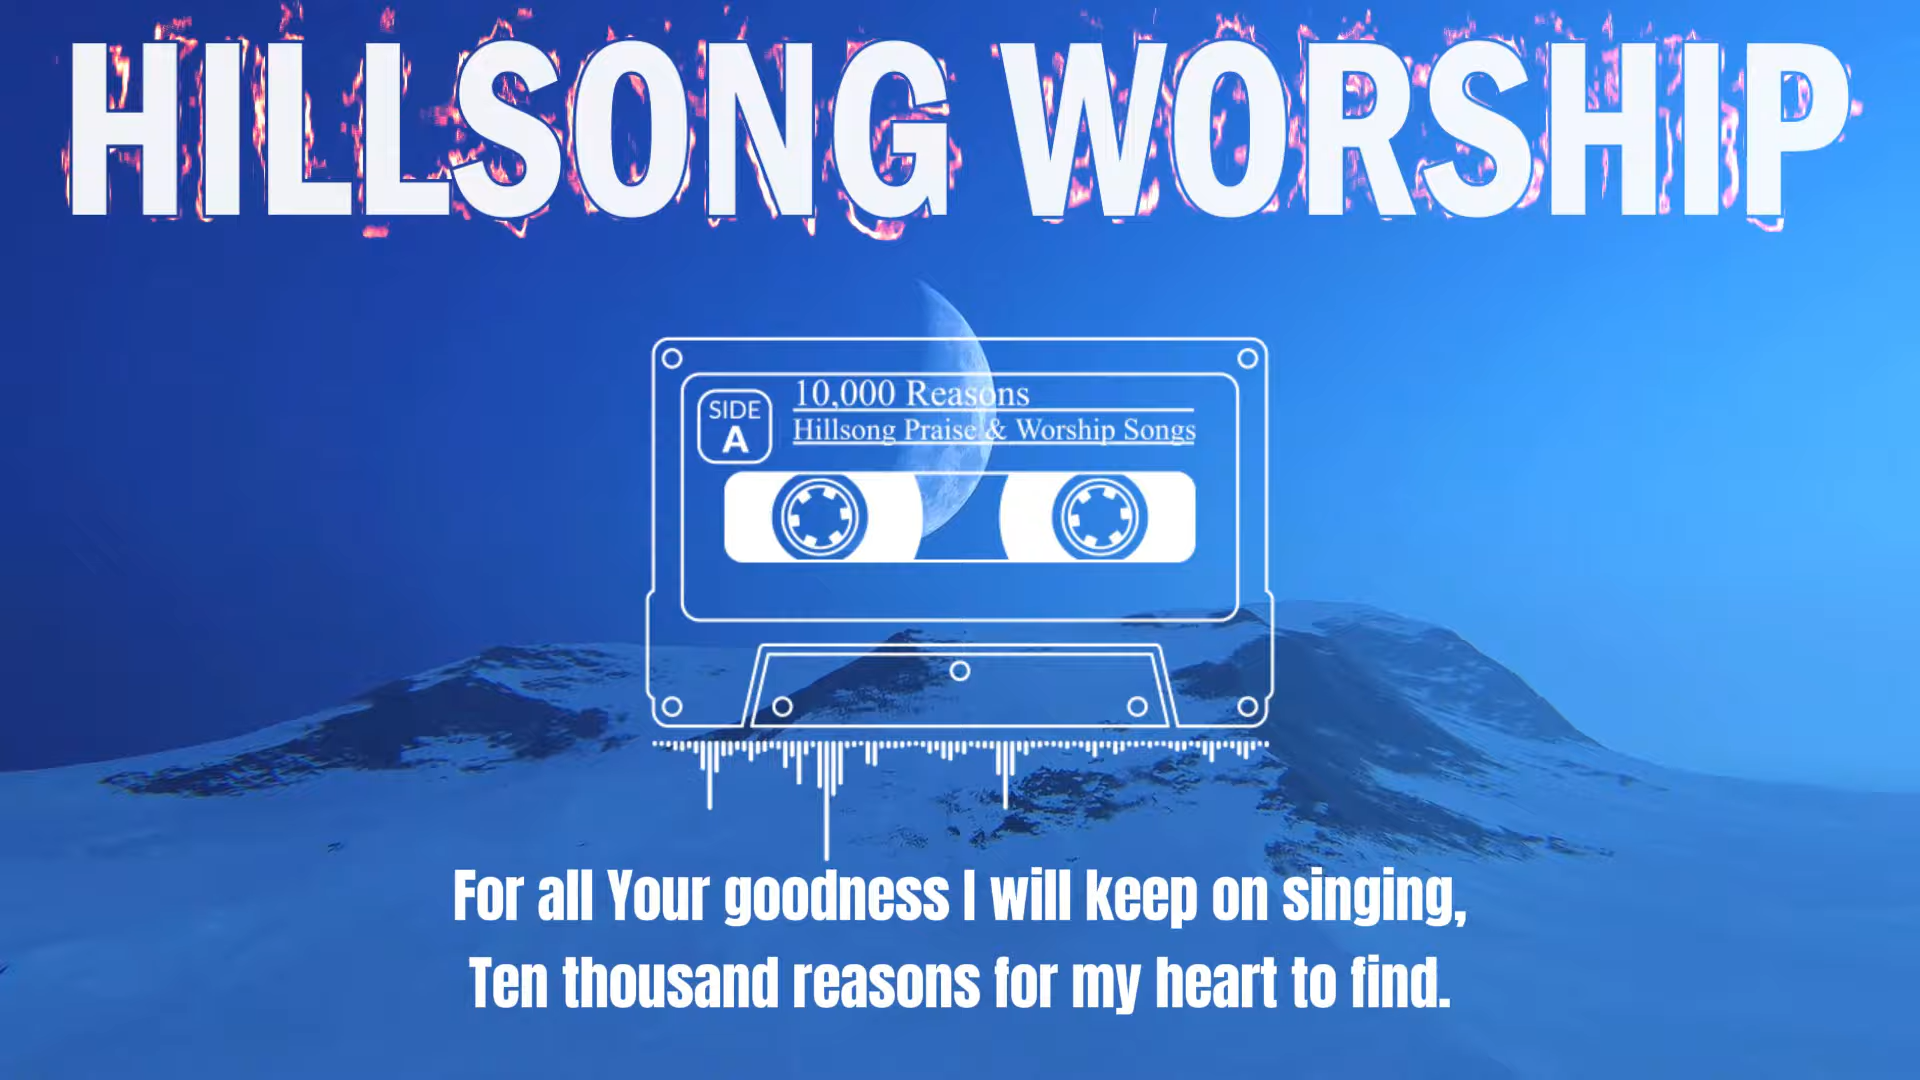 HILLSONG WORSHIP
SIDE
A
10,000 Reasons
Hillsong Praise & Worship Songs
For all Your goodness I will keep on singing,
Ten thousand reasons for my heart to find.